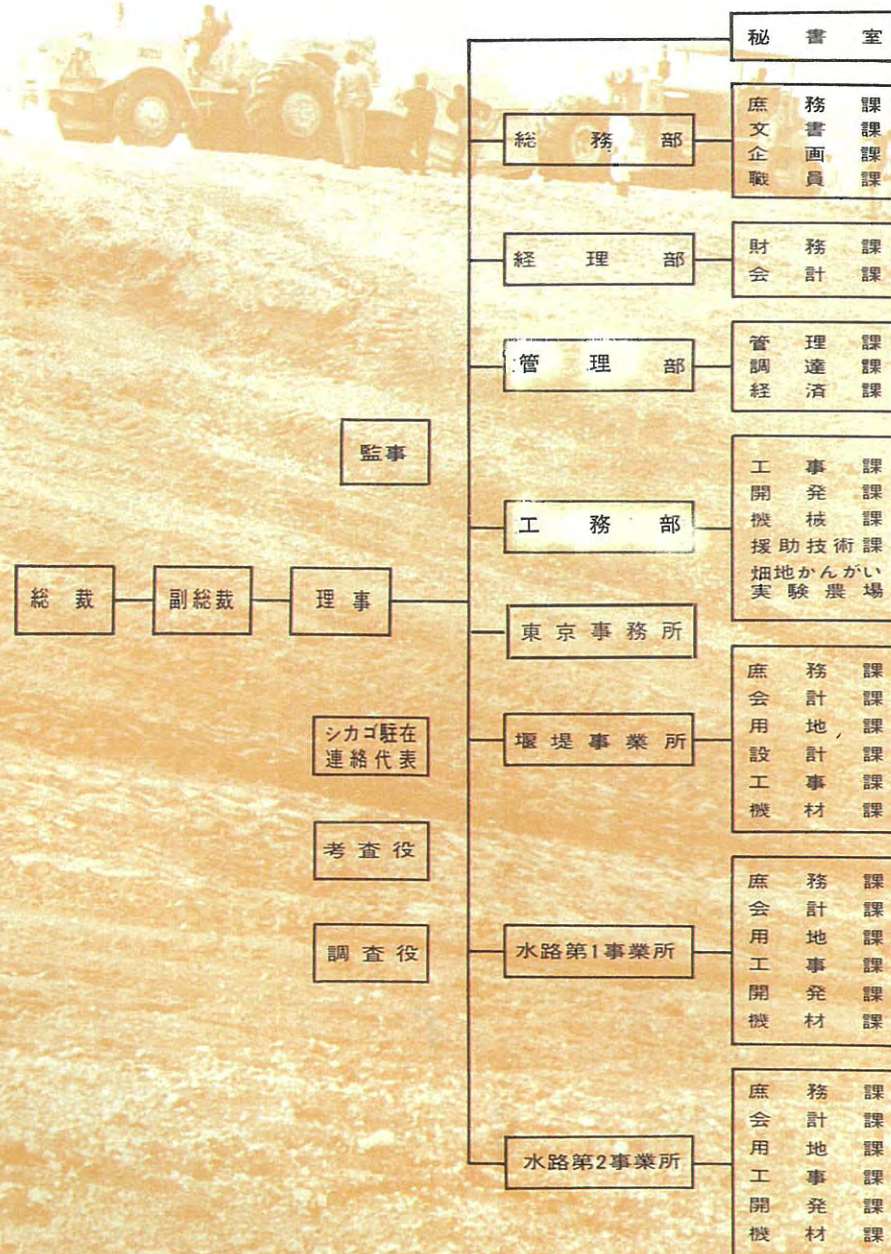 総裁
副総裁
理事
監事
シカゴ駐在
連絡代表
考査役
調査役
秘書室
総務部
庶務課
文書課
企画課
職員課
経理部
財務課
会計課
管理部
管理課
調達課
経済課
工務部
工事課
開発課
機械課
援助技術課
畑地かんがい
実験農場
東京事務所
堰堤事業所
庶務課
会計課
用地課
設計課
工事課
機材課
水路第1事業所
庶務課
会計課
用地課
工事課
開発課
機材課
水路第2事業所
庶務課
会計課
用地課
工事課
開発課
機材課